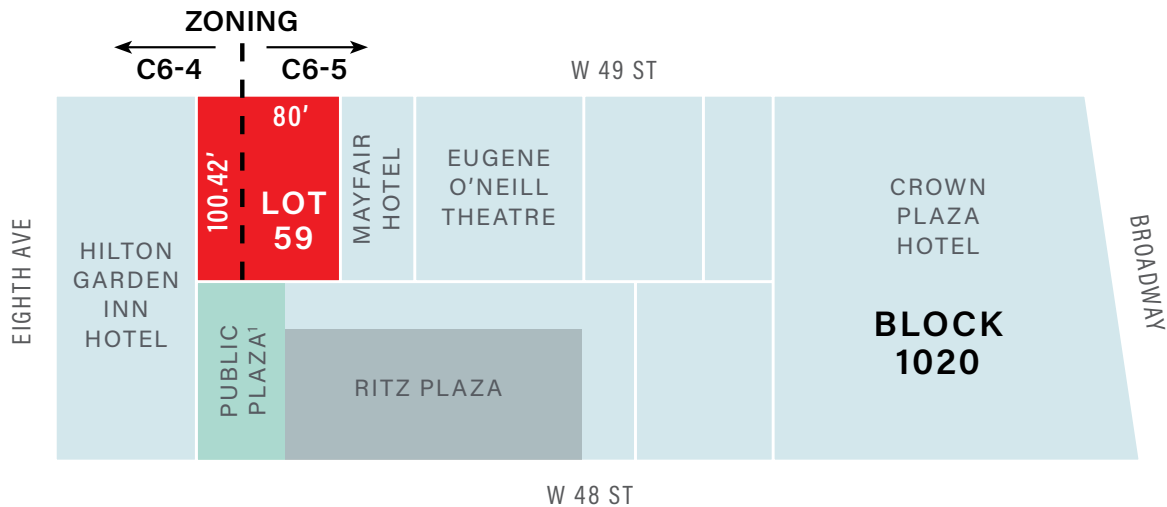 ZONING
C6-4
C6-5
W 49 ST
80′
100.42′
LOT
59
MAYFAIR
HOTEL
EUGENE
O'NEILL
THEATRE
CROWN
PLAZA
HOTEL
EIGHTH AVE
HILTON
GARDEN
INN
HOTEL
BROADWAY
PUBLIC
PLAZA¹
RITZ PLAZA
BLOCK
1020
W 48 ST